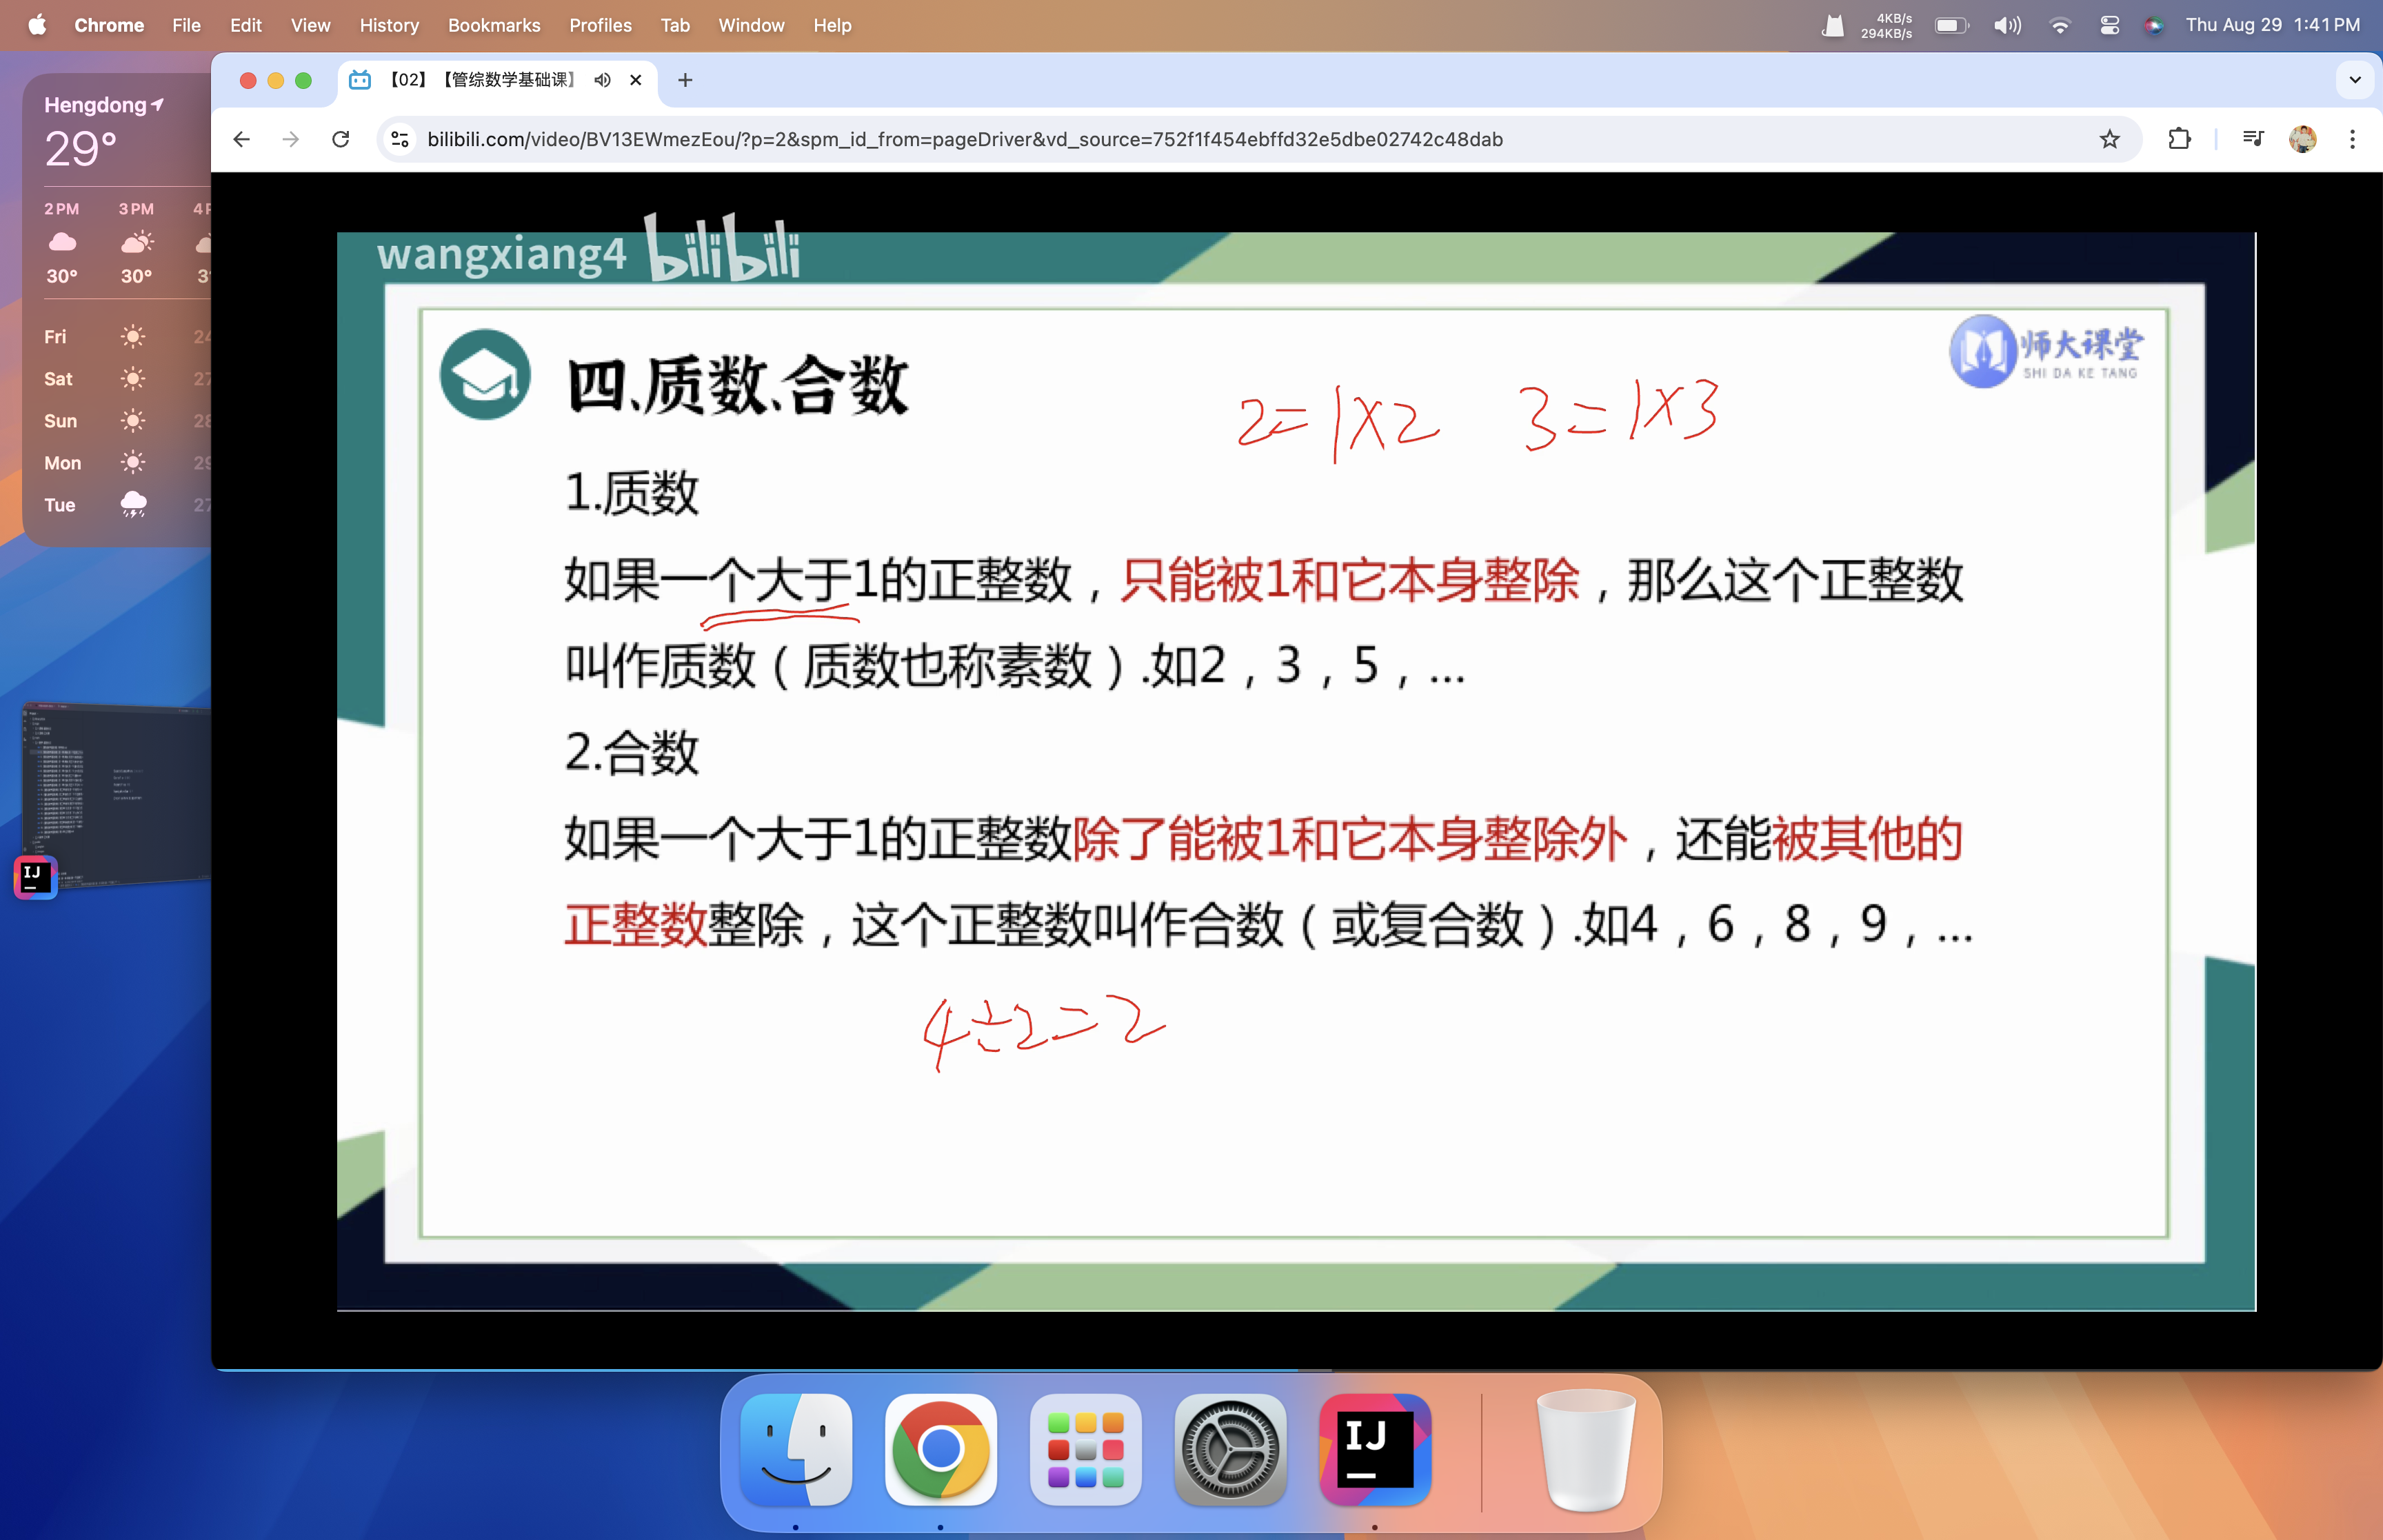 Chrome File Edit View History Bookmarks Profiles Tab Window Help
4KB/s
294KB/s
Thu Aug 29 1:41 PM
【02】【管综数学基础课】
bilibili.com/video/BV13EWmezEou/?p=2&spm_id_from=pageDriver&vd_source=752f1f454ebffd32e5dbe02742c48dab
Hengdong
29°
2 PM 3 PM
30° 30°
Fri
Sat
Sun
Mon
Tue
wangxiang4 bilibili
师大课堂
SHI DA KE TANG
四.质数、合数
2=1×2 3=1×3
1.质数
如果一个大于1的正整数，只能被1和它本身整除，那么这个正整数
叫作质数（质数也称素数）.如2，3，5，...
2.合数
如果一个大于1的正整数除了能被1和它本身整除外，还能被其他的
正整数整除，这个正整数叫作合数（或复合数）.如4，6，8，9，...
4÷2=2
IJ
IJ